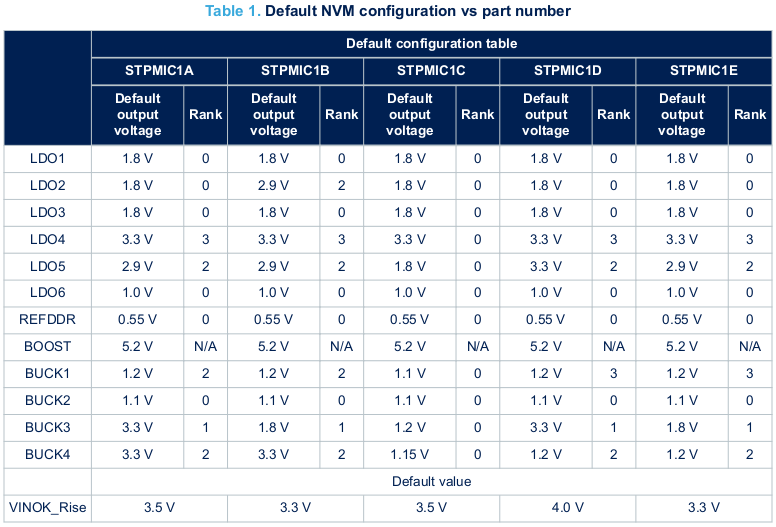 Table 1. Default NVM configuration vs part number
Default configuration table
STPMIC1A STPMIC1B STPMIC1C STPMIC1D STPMIC1E
Default output voltage Rank Default output voltage Rank Default output voltage Rank Default output voltage Rank Default output voltage Rank
LDO1 1.8 V 0 1.8 V 0 1.8 V 0 1.8 V 0 1.8 V 0
LDO2 1.8 V 0 2.9 V 2 1.8 V 0 1.8 V 0 1.8 V 0
LDO3 1.8 V 0 1.8 V 0 1.8 V 0 1.8 V 0 1.8 V 0
LDO4 3.3 V 3 3.3 V 3 3.3 V 0 3.3 V 3 3.3 V 3
LDO5 2.9 V 2 2.9 V 2 1.8 V 0 3.3 V 2 2.9 V 2
LDO6 1.0 V 0 1.0 V 0 1.0 V 0 1.0 V 0 1.0 V 0
REFDDR 0.55 V 0 0.55 V 0 0.55 V 0 0.55 V 0 0.55 V 0
BOOST 5.2 V N/A 5.2 V N/A 5.2 V N/A 5.2 V N/A 5.2 V N/A
BUCK1 1.2 V 2 1.2 V 2 1.1 V 0 1.2 V 3 1.2 V 3
BUCK2 1.1 V 0 1.1 V 0 1.1 V 0 1.1 V 0 1.1 V 0
BUCK3 3.3 V 1 1.8 V 1 1.2 V 0 3.3 V 1 1.8 V 1
BUCK4 3.3 V 2 3.3 V 2 1.15 V 0 1.2 V 2 1.2 V 2
Default value
VINOK_Rise 3.5 V 3.3 V 3.5 V 4.0 V 3.3 V